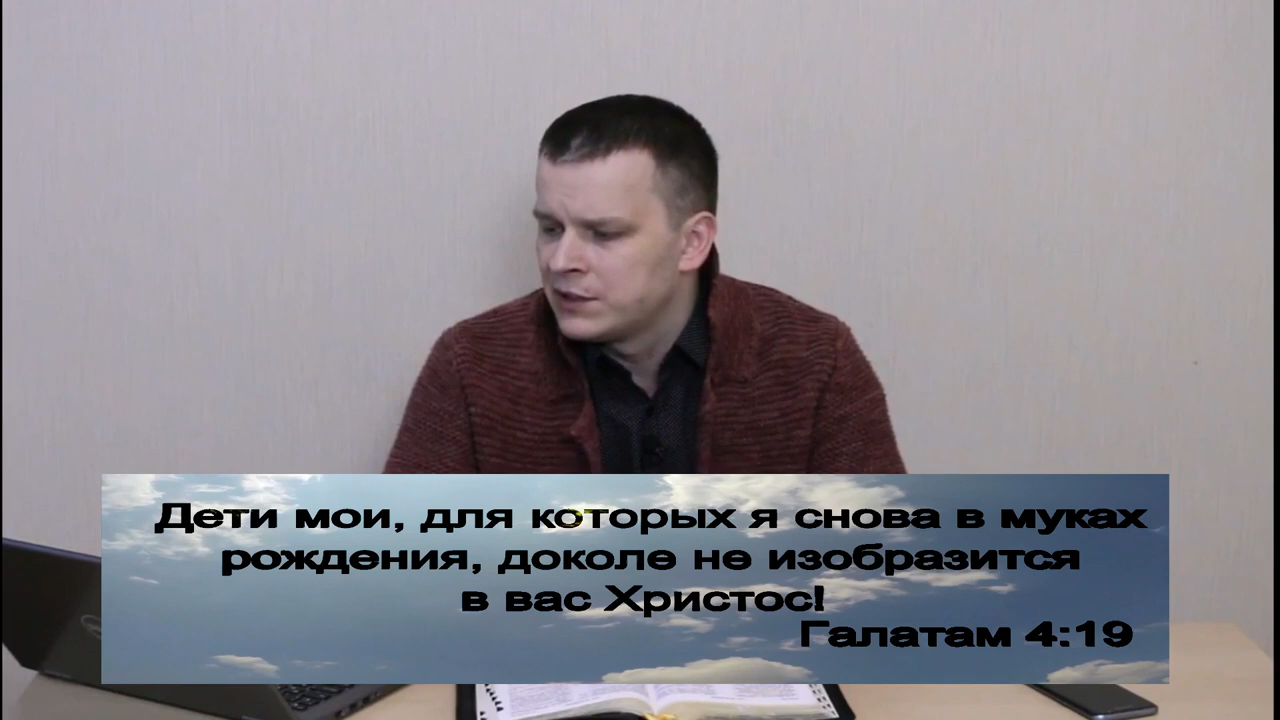 Дети мои, для которых я снова в муках
рождения, доколе не изобразится
в вас Христос!
Галатам 4:19